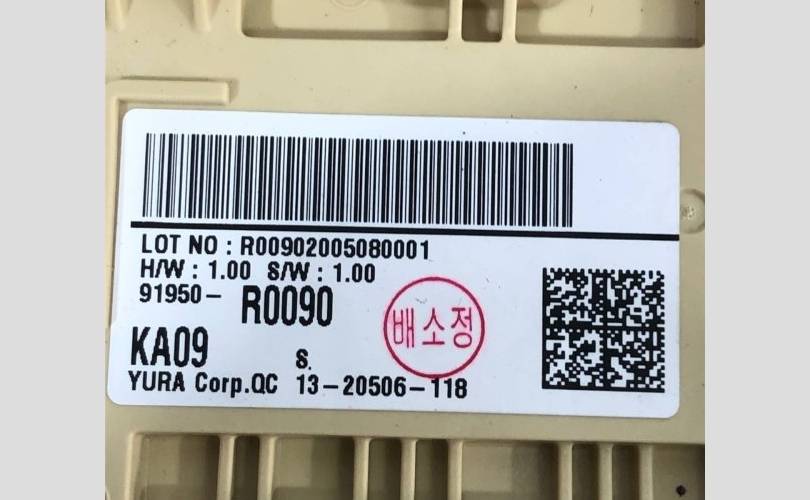 LOT NO : R00902005080001
H/W : 1.00 S/W : 1.00
91950- R0090
배소정
KA09
S.
YURA Corp.QC 13-20506-118